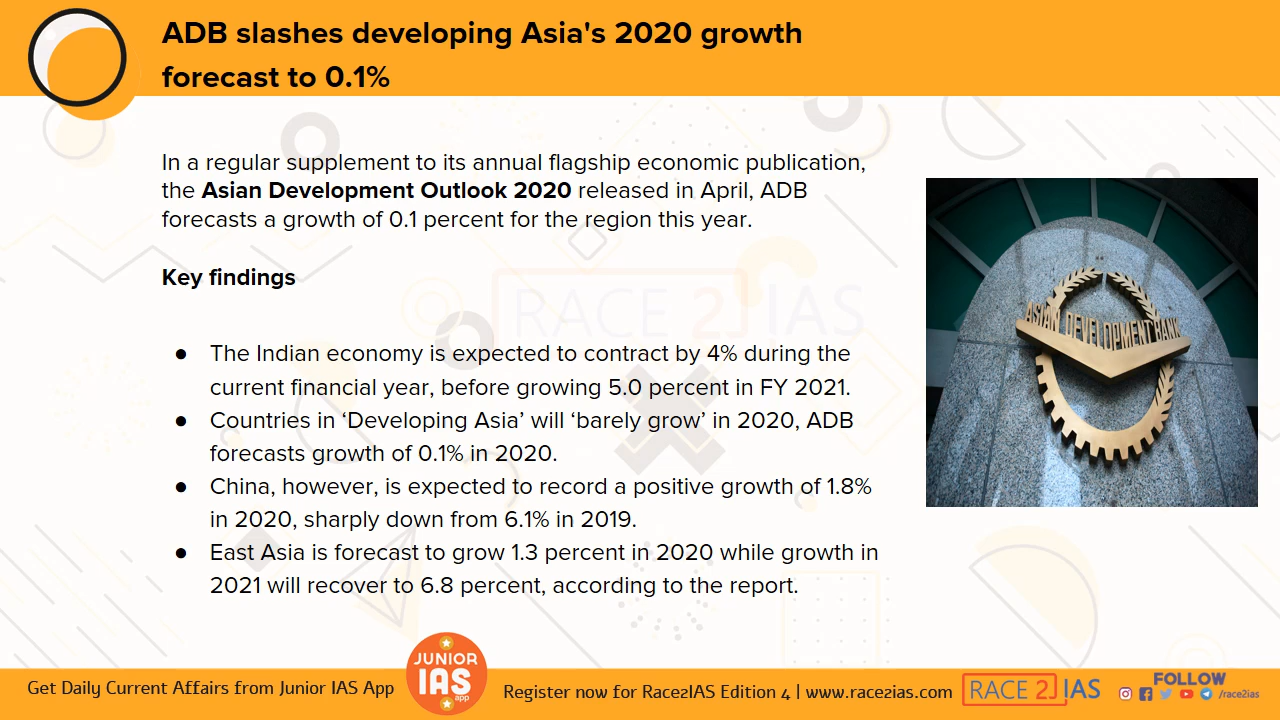 ADB slashes developing Asia's 2020 growth
forecast to 0.1%
In a regular supplement to its annual flagship economic publication,
the Asian Development Outlook 2020 released in April, ADB
forecasts a growth of 0.1 percent for the region this year.
Key findings
● The Indian economy is expected to contract by 4% during the
current financial year, before growing 5.0 percent in FY 2021.
● Countries in ‘Developing Asia’ will ‘barely grow’ in 2020, ADB
forecasts growth of 0.1% in 2020.
● China, however, is expected to record a positive growth of 1.8%
in 2020, sharply down from 6.1% in 2019.
● East Asia is forecast to grow 1.3 percent in 2020 while growth in
2021 will recover to 6.8 percent, according to the report.
RACE 2 IAS
ASIAN DEVELOPMENT BANK
Get Daily Current Affairs from Junior IAS App
JUNIOR
IAS
app
Register now for Race2IAS Edition 4 | www.race2ias.com
RACE 2 IAS
FOLLOW
/race2ias